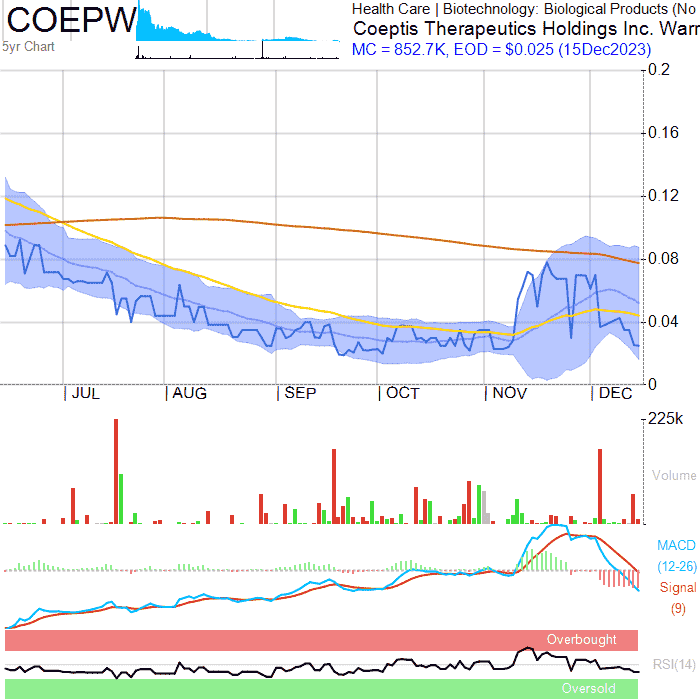 COEPW
5yr Chart
Health Care | Biotechnology: Biological Products (No
Coeptis Therapeutics Holdings Inc. Warr
MC = 852.7K, EOD = $0.025 (15Dec2023)
0.2
0.16
0.12
0.08
0.04
0
JUL AUG SEP OCT NOV DEC
225k
Volume
MACD
(12-26)
Signal
(9)
Overbought
RSI(14)
Oversold